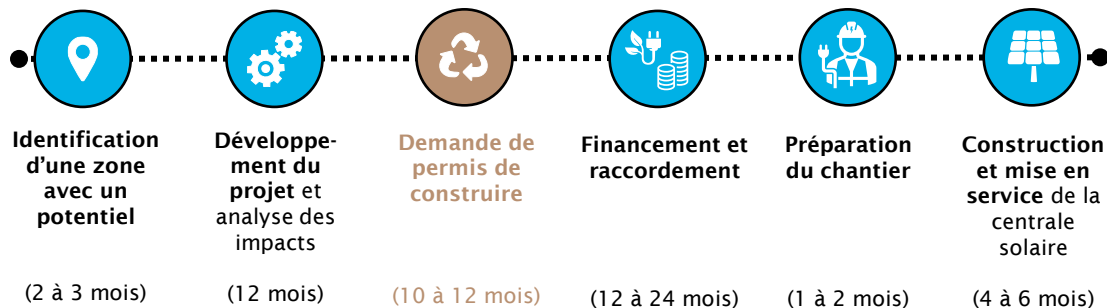 Identification
d'une zone
avec un
potentiel
(2 à 3 mois)
Développe-
ment du
projet et
analyse des
impacts
(12 mois)
Demande de
permis de
construire
(10 à 12 mois)
Financement et
raccordement
(12 à 24 mois)
Préparation
du chantier
(1 à 2 mois)
Construction
et mise en
service de la
centrale
solaire
(4 à 6 mois)